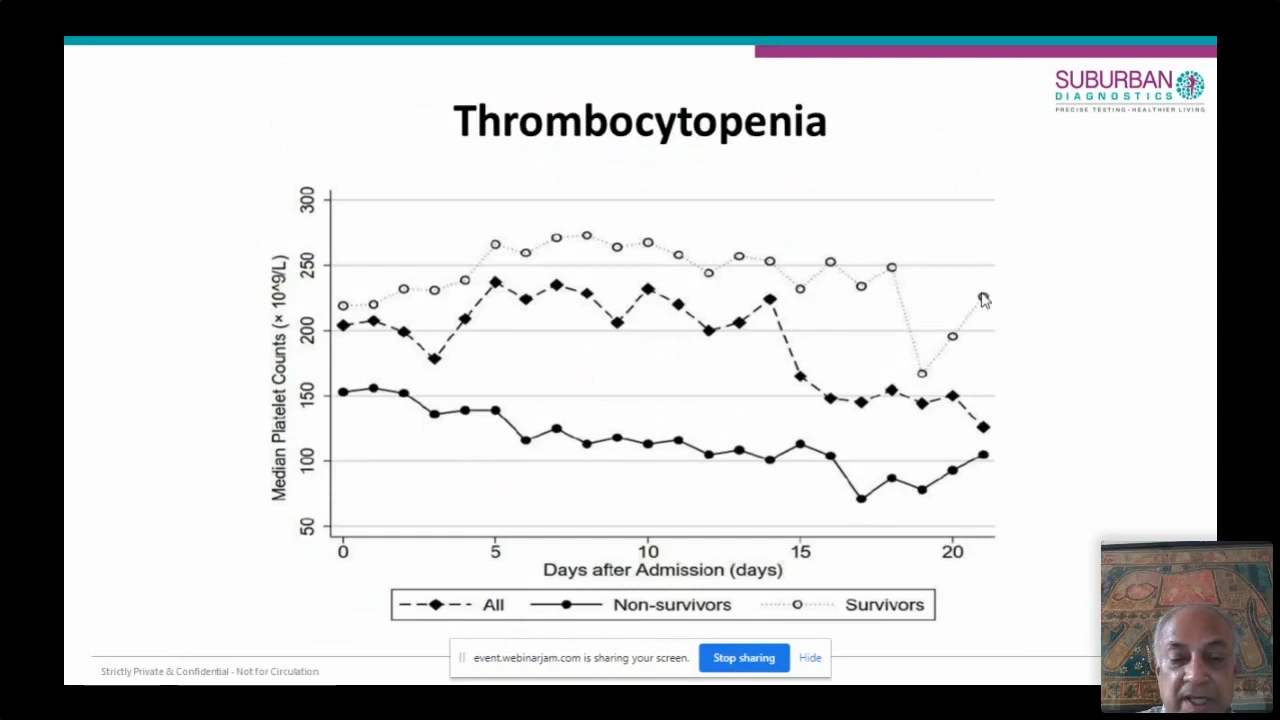 SUBURBAN
DIAGNOSTICS
PRECISE TESTING-HEALTHIER LIVING
Thrombocytopenia
Median Platelet Counts (× 10^9/L)
300
250
200
150
100
50
0 5 10 15 20
Days after Admission (days)
All Non-survivors Survivors
event.webinarjam.com is sharing your screen. Stop sharing Hide
Strictly Private & Confidential - Not for Circulation